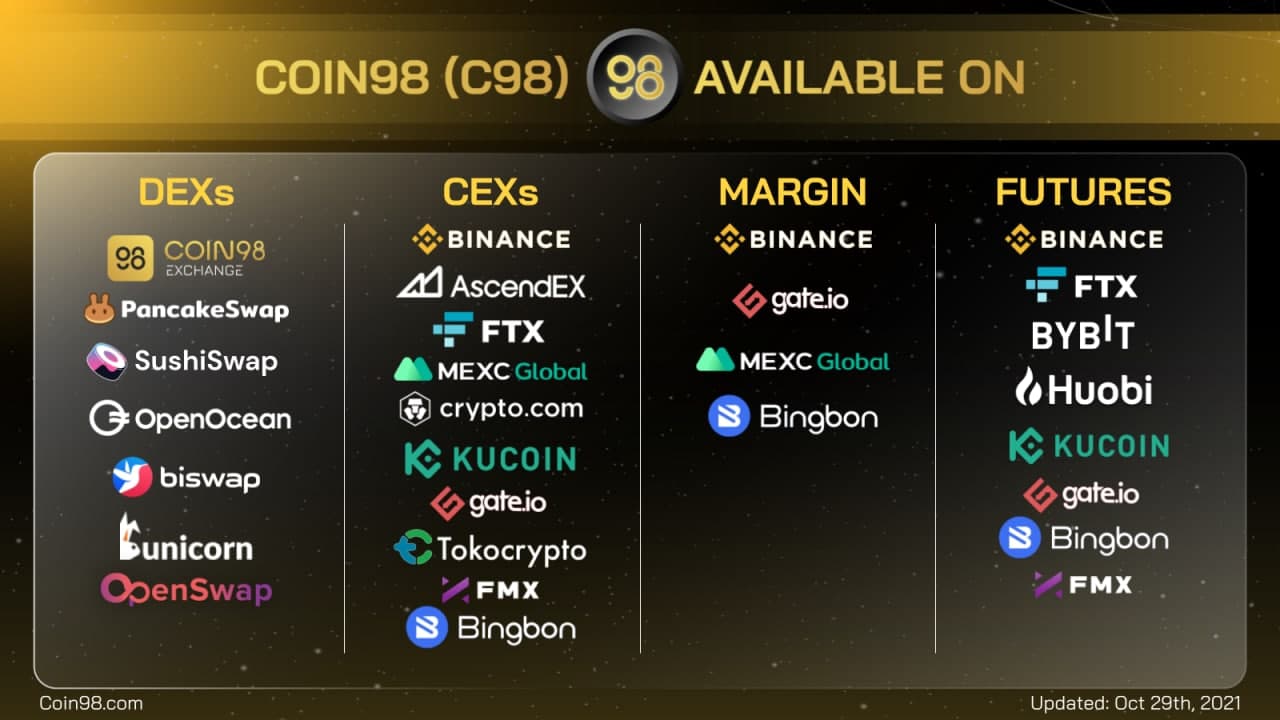 COIN98 (C98) AVAILABLE ON
DEXs
COIN98
EXCHANGE
PancakeSwap
SushiSwap
OpenOcean
biswap
bunicorn
OpenSwap
CEXs
BINANCE
AscendEX
FTX
MEXC Global
crypto.com
KUCOIN
gate.io
Tokocrypto
FMX
Bingbon
MARGIN
BINANCE
gate.io
MEXC Global
Bingbon
FUTURES
BINANCE
FTX
BYBIT
Huobi
KUCOIN
gate.io
Bingbon
FMX
Coin98.com
Updated: Oct 29th, 2021